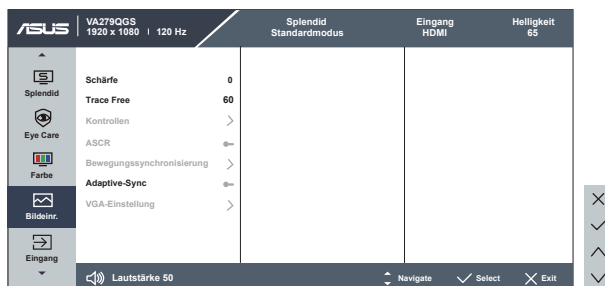 ASUS
VA279QGS
1920 x 1080 I 120 Hz
Splendid
Standardmodus
Eingang
HDMI
Helligkeit
65
Splendid
Eye Care
Farbe
Bildeinr.
Eingang
Schärfe 0
Trace Free 60
Kontrollen
ASCR
Bewegungssynchronisierung
Adaptive-Sync
VGA-Einstellung
Lautstärke 50
Navigate
Select
Exit